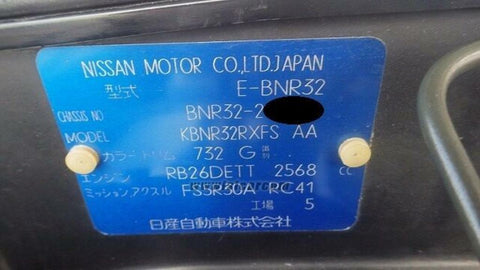 NISSAN MOTOR CO.,LTD.JAPAN
型式 E-BNR32
CHASSIS NO BNR32-2
MODEL KBNR32RXFS AA
カラートリム 732 G 識別
エンジン RB26DETT 2568 CC
ミッションアクスル FS5R30A RC41
工場 5
日産自動車株式会社